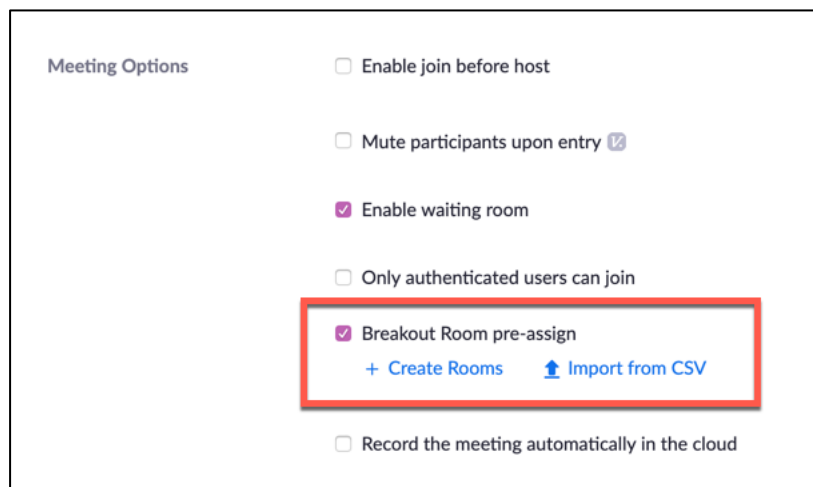 Meeting Options
Enable join before host
Mute participants upon entry
Enable waiting room
Only authenticated users can join
Breakout Room pre-assign
+ Create Rooms Import from CSV
Record the meeting automatically in the cloud